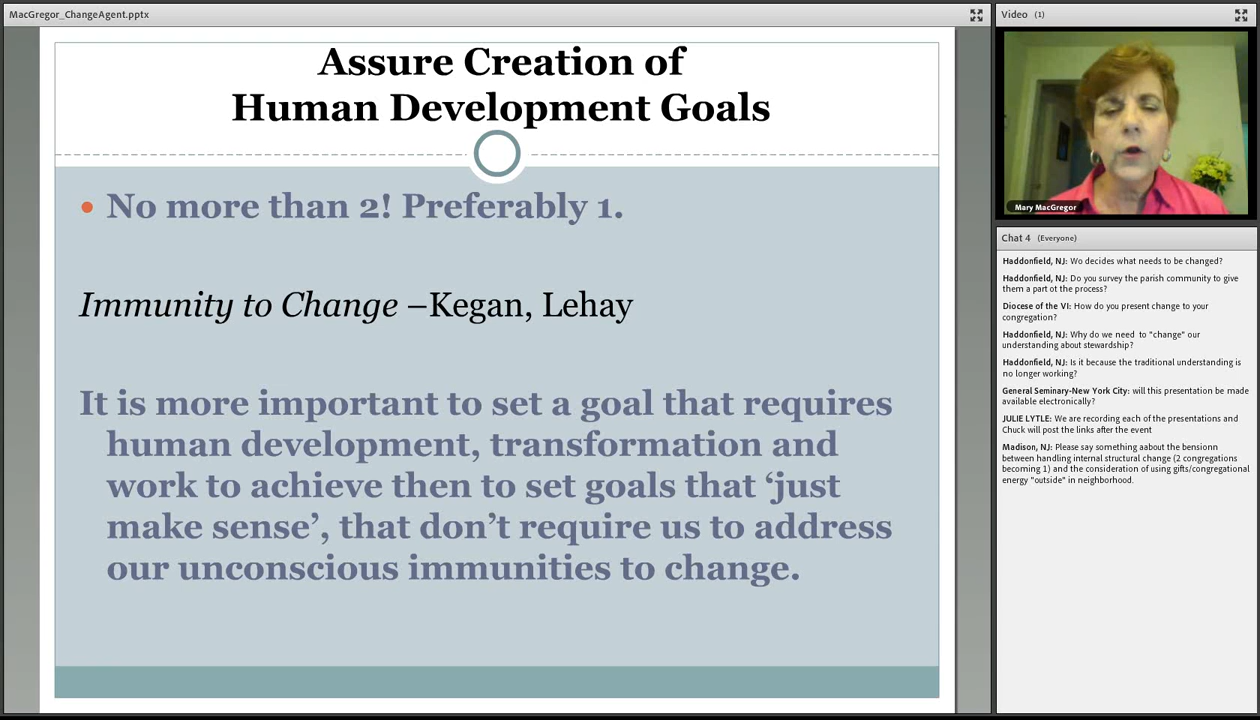 MacGregor_ChangeAgent.pptx
Assure Creation of
Human Development Goals
• No more than 2! Preferably 1.
Immunity to Change –Kegan, Lehay
It is more important to set a goal that requires
human development, transformation and
work to achieve then to set goals that ‘just
make sense’, that don’t require us to address
our unconscious immunities to change.
Video (1)
Mary MacGregor
Chat 4 (Everyone)
Haddonfield, NJ: Wo decides what needs to be changed?
Haddonfield, NJ: Do you survey the parish community to give
them a part ot the process?
Diocese of the VI: How do you present change to your
congregation?
Haddonfield, NJ: Why do we need to "change" our
understanding about stewardship?
Haddonfield, NJ: Is it because the traditional understanding is
no longer working?
General Seminary-New York City: will this presentation be made
available electronically?
JULIE LYTLE: We are recording each of the presentations and
Chuck will post the links after the event
Madison, NJ: Please say something aabout the bensionn
between handling internal structural change (2 congregations
becoming 1) and the consideration of using gifts/congregational
energy "outside" in neighborhood.